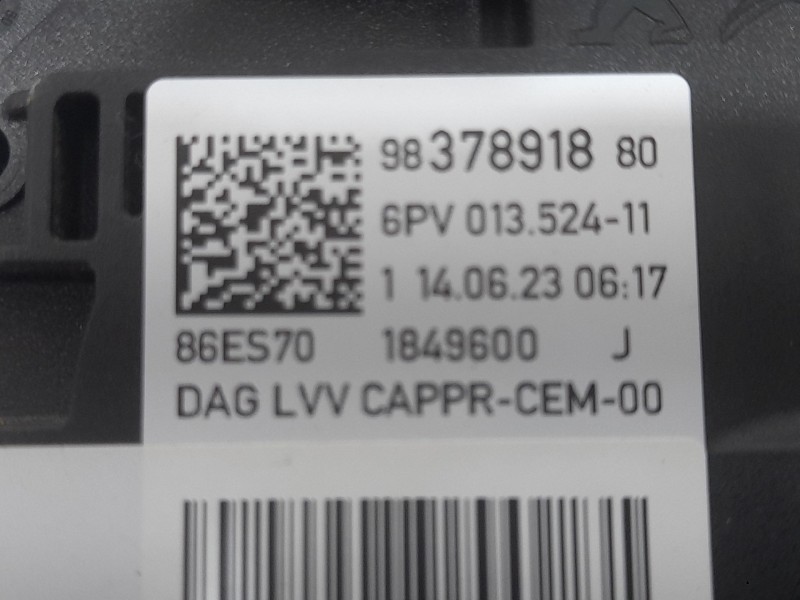 98 378918 80
6PV 013.524-11
1 14.06.23 06:17
86ES70 1849600 J
DAG LVV CAPPR-CEM-00